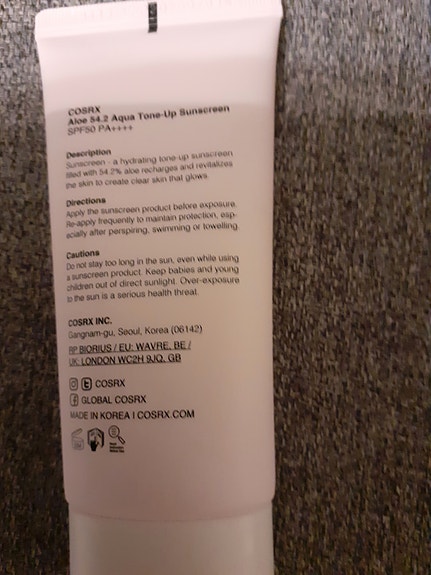 COSRX
Aloe 54.2 Aqua Tone-Up Sunscreen
SPF50 PA++++
Description
Sunscreen - a hydrating tone-up sunscreen
filled with 54.2% aloe recharges and revitalizes
the skin to create clear skin that glows.
Directions
Apply the sunscreen product before exposure.
Re-apply frequently to maintain protection, esp-
ecially after perspiring, swimming or towelling.
Cautions
Do not stay too long in the sun, even while using
a sunscreen product. Keep babies and young
children out of direct sunlight. Over-exposure
to the sun is a serious health threat.
COSRX INC.
Gangnam-gu, Seoul, Korea (06142)
RP BIORIUS / EU: WAVRE, BE /
UK: LONDON WC2H 9JQ, GB
COSRX
GLOBAL COSRX
MADE IN KOREA I COSRX.COM